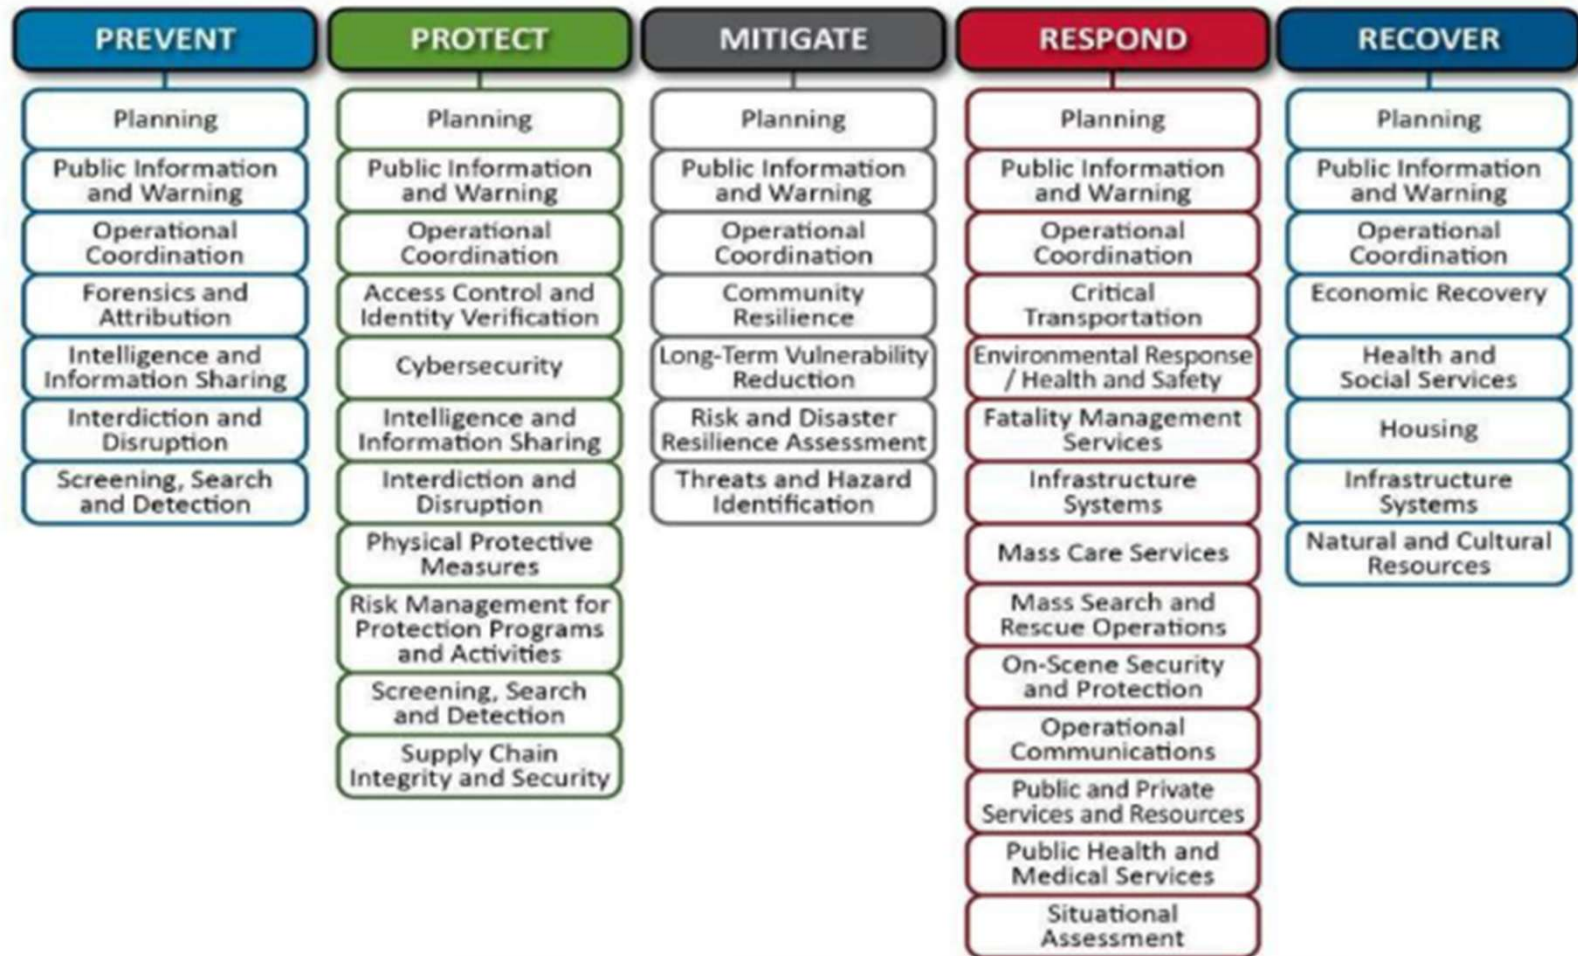 PREVENT
Planning
Public Information
and Warning
Operational
Coordination
Forensics and
Attribution
Intelligence and
Information Sharing
Interdiction and
Disruption
Screening, Search
and Detection
PROTECT
Planning
Public Information
and Warning
Operational
Coordination
Access Control and
Identity Verification
Cybersecurity
Intelligence and
Information Sharing
Interdiction and
Disruption
Physical Protective
Measures
Risk Management for
Protection Programs
and Activities
Screening, Search
and Detection
Supply Chain
Integrity and Security
MITIGATE
Planning
Public Information
and Warning
Operational
Coordination
Community
Resilience
Long-Term Vulnerability
Reduction
Risk and Disaster
Resilience Assessment
Threats and Hazard
Identification
RESPOND
Planning
Public Information
and Warning
Operational
Coordination
Critical
Transportation
Environmental Response
/ Health and Safety
Fatality Management
Services
Infrastructure
Systems
Mass Care Services
Mass Search and
Rescue Operations
On-Scene Security
and Protection
Operational
Communications
Public and Private
Services and Resources
Public Health and
Medical Services
Situational
Assessment
RECOVER
Planning
Public Information
and Warning
Operational
Coordination
Economic Recovery
Health and
Social Services
Housing
Infrastructure
Systems
Natural and Cultural
Resources